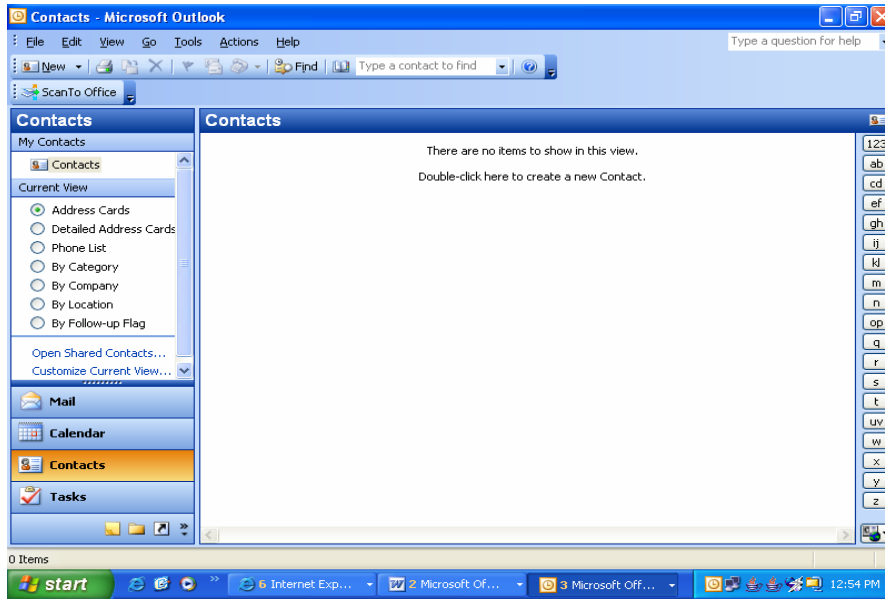 Contacts - Microsoft Outlook
File Edit View Go Tools Actions Help Type a question for help
New Find Type a contact to find
ScanTo Office
Contacts
My Contacts
Contacts
Current View
Address Cards
Detailed Address Cards
Phone List
By Category
By Company
By Location
By Follow-up Flag
Open Shared Contacts...
Customize Current View...
Mail
Calendar
Contacts
Tasks
Contacts
There are no items to show in this view.
Double-click here to create a new Contact.
123
ab
cd
ef
gh
ij
kl
m
n
op
q
r
s
t
uv
w
x
y
z
0 Items
start 6 Internet Exp... 2 Microsoft Of... 3 Microsoft Off... 12:54 PM